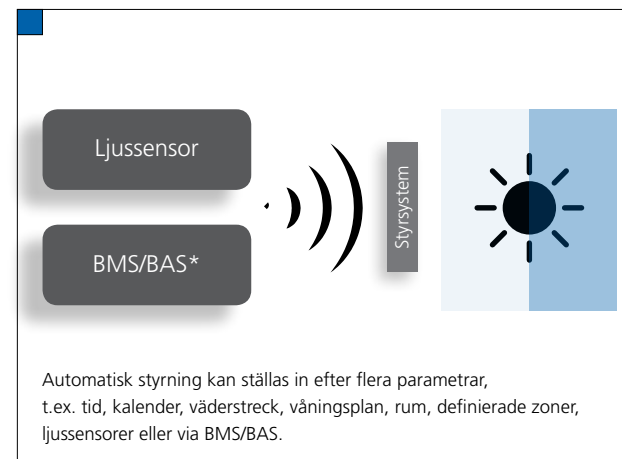 Ljussensor
BMS/BAS*
Styrsystem
Automatisk styrning kan ställas in efter flera parametrar,
t.ex. tid, kalender, väderstreck, våningsplan, rum, definierade zoner,
ljussensorer eller via BMS/BAS.